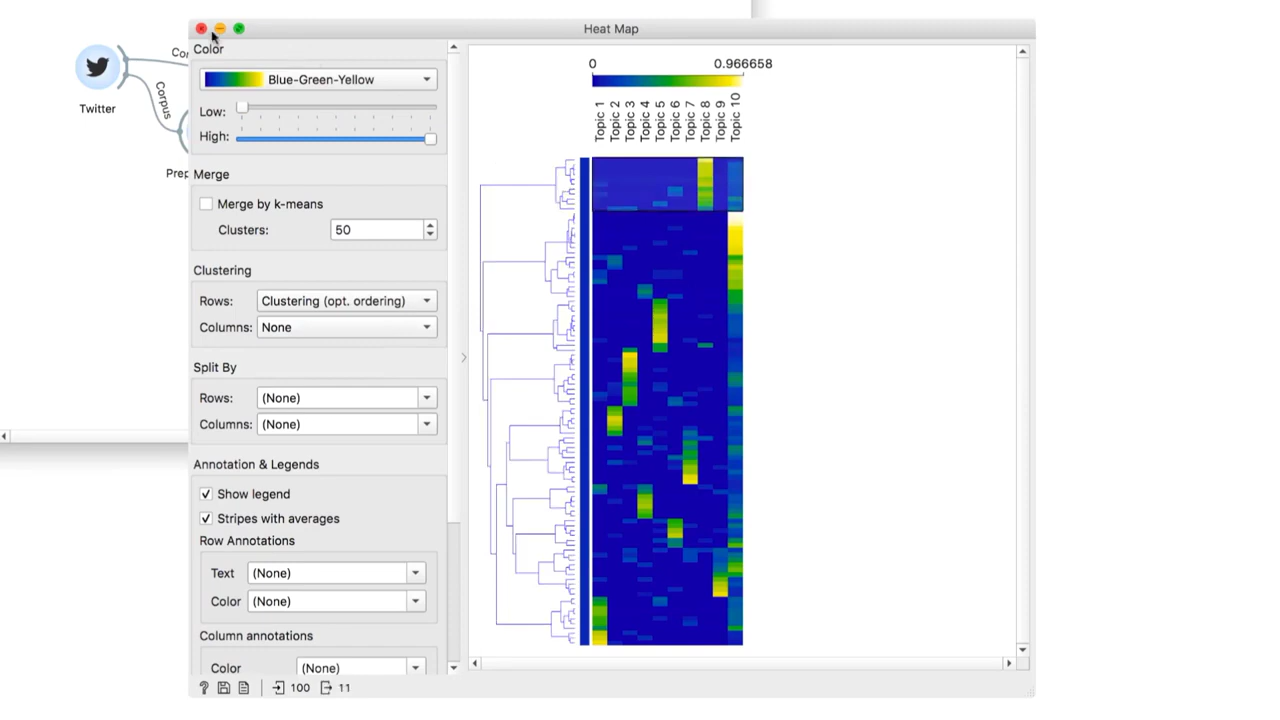 Heat Map
Color
Blue-Green-Yellow
Low:
High:
Merge
Merge by k-means
Clusters: 50
Clustering
Rows: Clustering (opt. ordering)
Columns: None
Split By
Rows: (None)
Columns: (None)
Annotation & Legends
Show legend
Stripes with averages
Row Annotations
Text (None)
Color (None)
Column annotations
Color (None)
? 100 11
0 0.966658
Topic 1
Topic 2
Topic 3
Topic 4
Topic 5
Topic 6
Topic 7
Topic 8
Topic 9
Topic 10
Twitter
Cor
Corpus
Prep